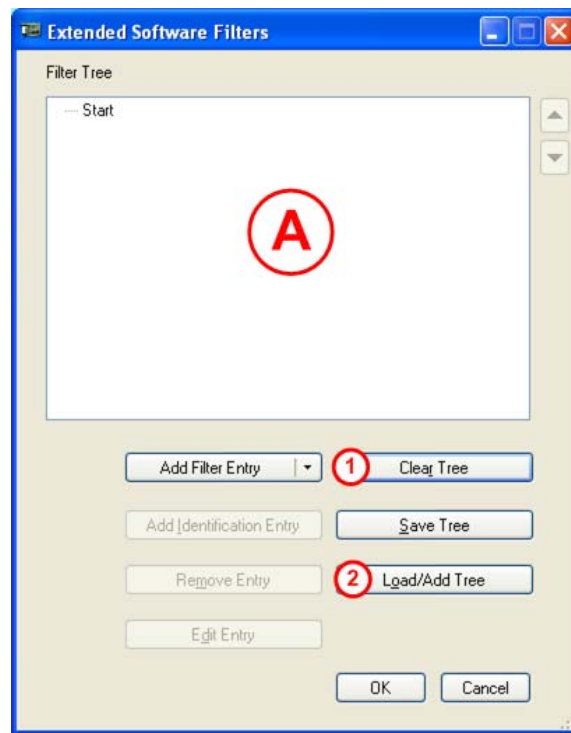 Extended Software Filters
Filter Tree
Start
A
Add Filter Entry
1 Clear Tree
Add Identification Entry
Save Tree
Remove Entry
2 Load/Add Tree
Edit Entry
OK
Cancel